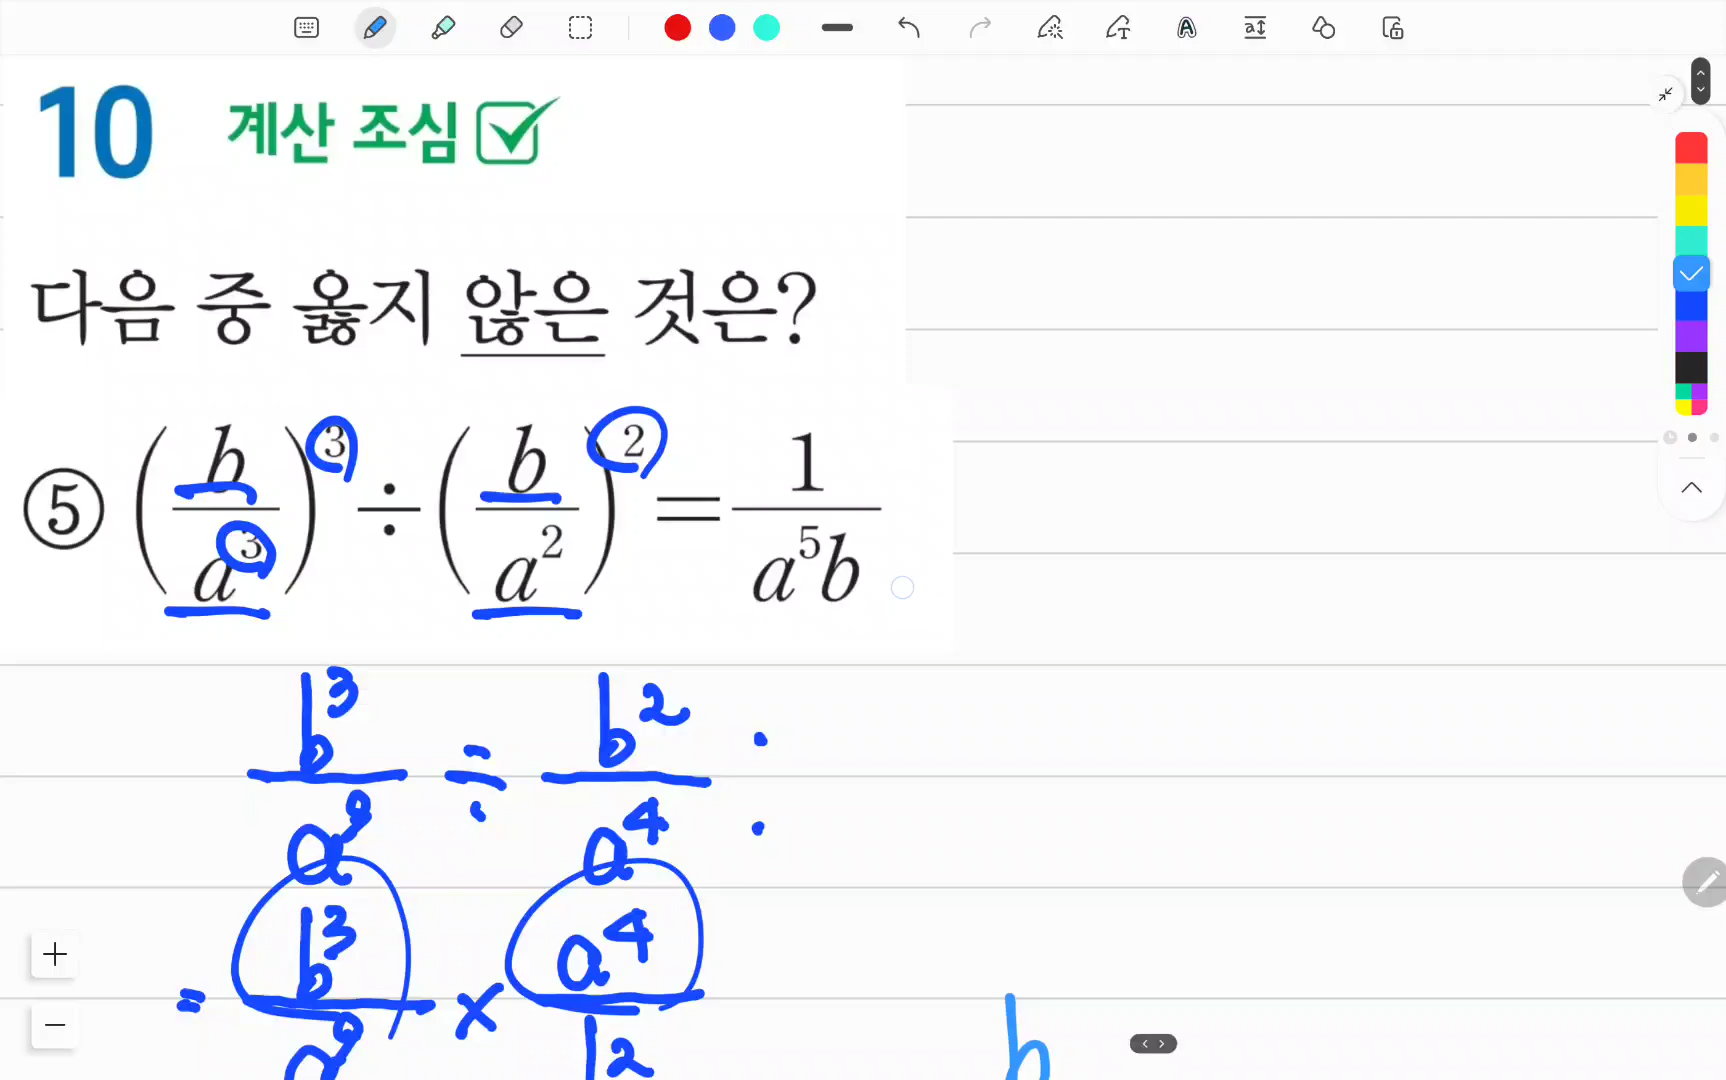 10 계산 조심
다음 중 옳지 않은 것은?
⑤ (b/a³)³ ÷ (b/a²)² = 1/a⁵b
b³/a⁹ ÷ b²/a⁴ :
= b³/a⁹ × a⁴/b²
b